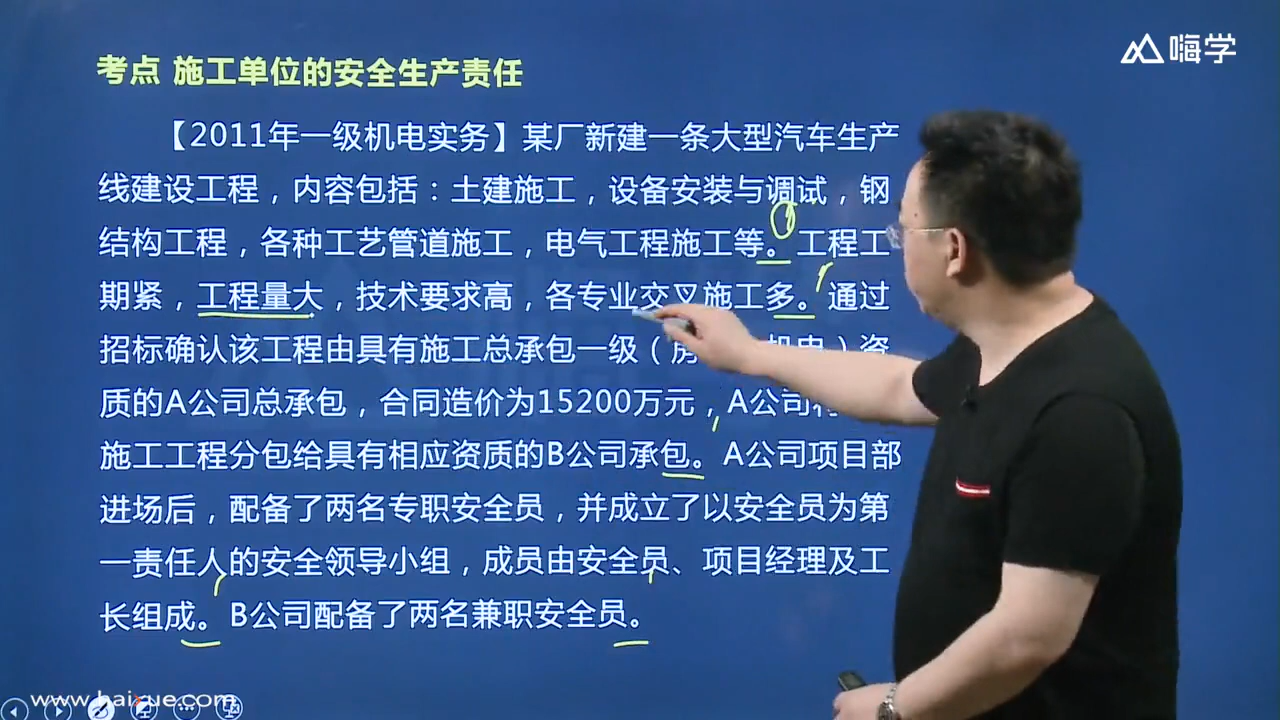 嗨学
考点 施工单位的安全生产责任
【2011年一级机电实务】某厂新建一条大型汽车生产
线建设工程，内容包括：土建施工，设备安装与调试，钢
结构工程，各种工艺管道施工，电气工程施工等。工程工
期紧，工程量大，技术要求高，各专业交叉施工多。通过
招标确认该工程由具有施工总承包一级（房 机电）资
质的A公司总承包，合同造价为15200万元，A公司
施工工程分包给具有相应资质的B公司承包。A公司项目部
进场后，配备了两名专职安全员，并成立了以安全员为第
一责任人的安全领导小组，成员由安全员、项目经理及工
长组成。B公司配备了两名兼职安全员。
www.haixue.com